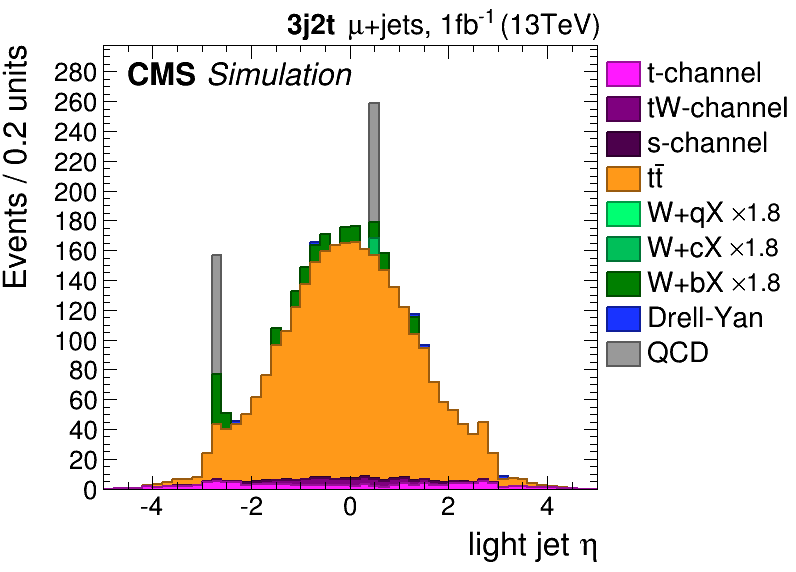 3j2t μ+jets, 1fb⁻¹ (13TeV)
CMS Simulation
Events / 0.2 units
280
260
240
220
200
180
160
140
120
100
80
60
40
20
0
-4 -2 0 2 4
light jet η
t-channel
tW-channel
s-channel
tt̄
W+qX ×1.8
W+cX ×1.8
W+bX ×1.8
Drell-Yan
QCD